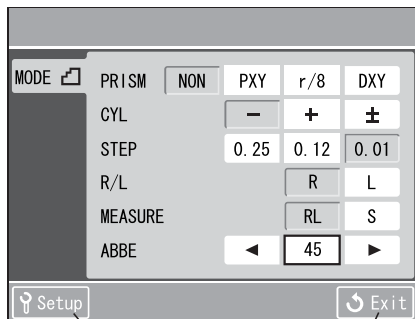 MODE PRISM NON PXY r/8 DXY
CYL − + ±
STEP 0.25 0.12 0.01
R/L R L
MEASURE RL S
ABBE ◄ 45 ►
Setup Exit